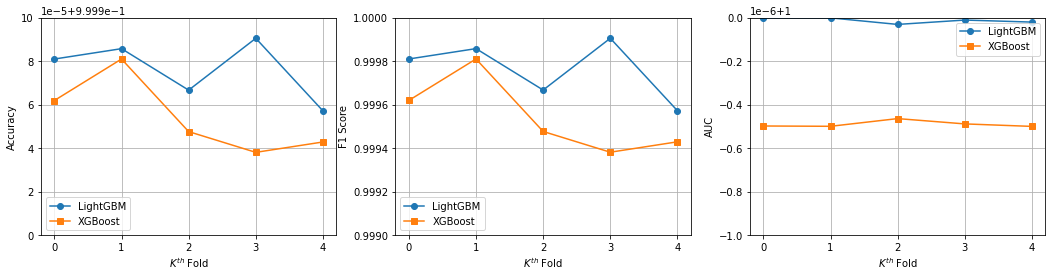 1e−5+9.999e−1
10
8
6
4
2
0
Accuracy
0 1 2 3 4
K^th Fold
LightGBM
XGBoost
1.0000
0.9998
0.9996
0.9994
0.9992
0.9990
F1 Score
0 1 2 3 4
K^th Fold
LightGBM
XGBoost
1e−6+1
0.0
−0.2
−0.4
−0.6
−0.8
−1.0
AUC
0 1 2 3 4
K^th Fold
LightGBM
XGBoost